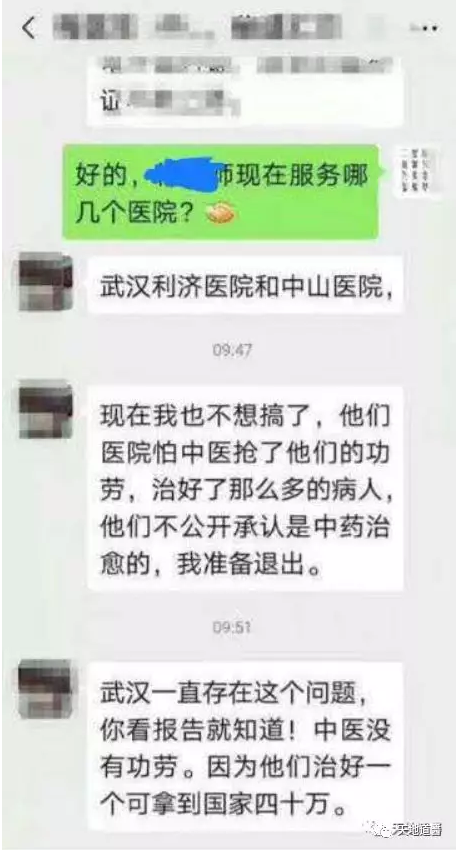 证
好的，
师现在服务哪
几个医院？
武汉利济医院和中山医院，
09:47
现在我也不想搞了，他们
医院怕中医抢了他们的功
劳，治好了那么多的病人，
他们不公开承认是中药治
愈的，我准备退出。
09:51
武汉一直存在这个问题，
你看报告就知道！中医没
有功劳。因为他们治好一
个可拿到国家四十万。
天地道医